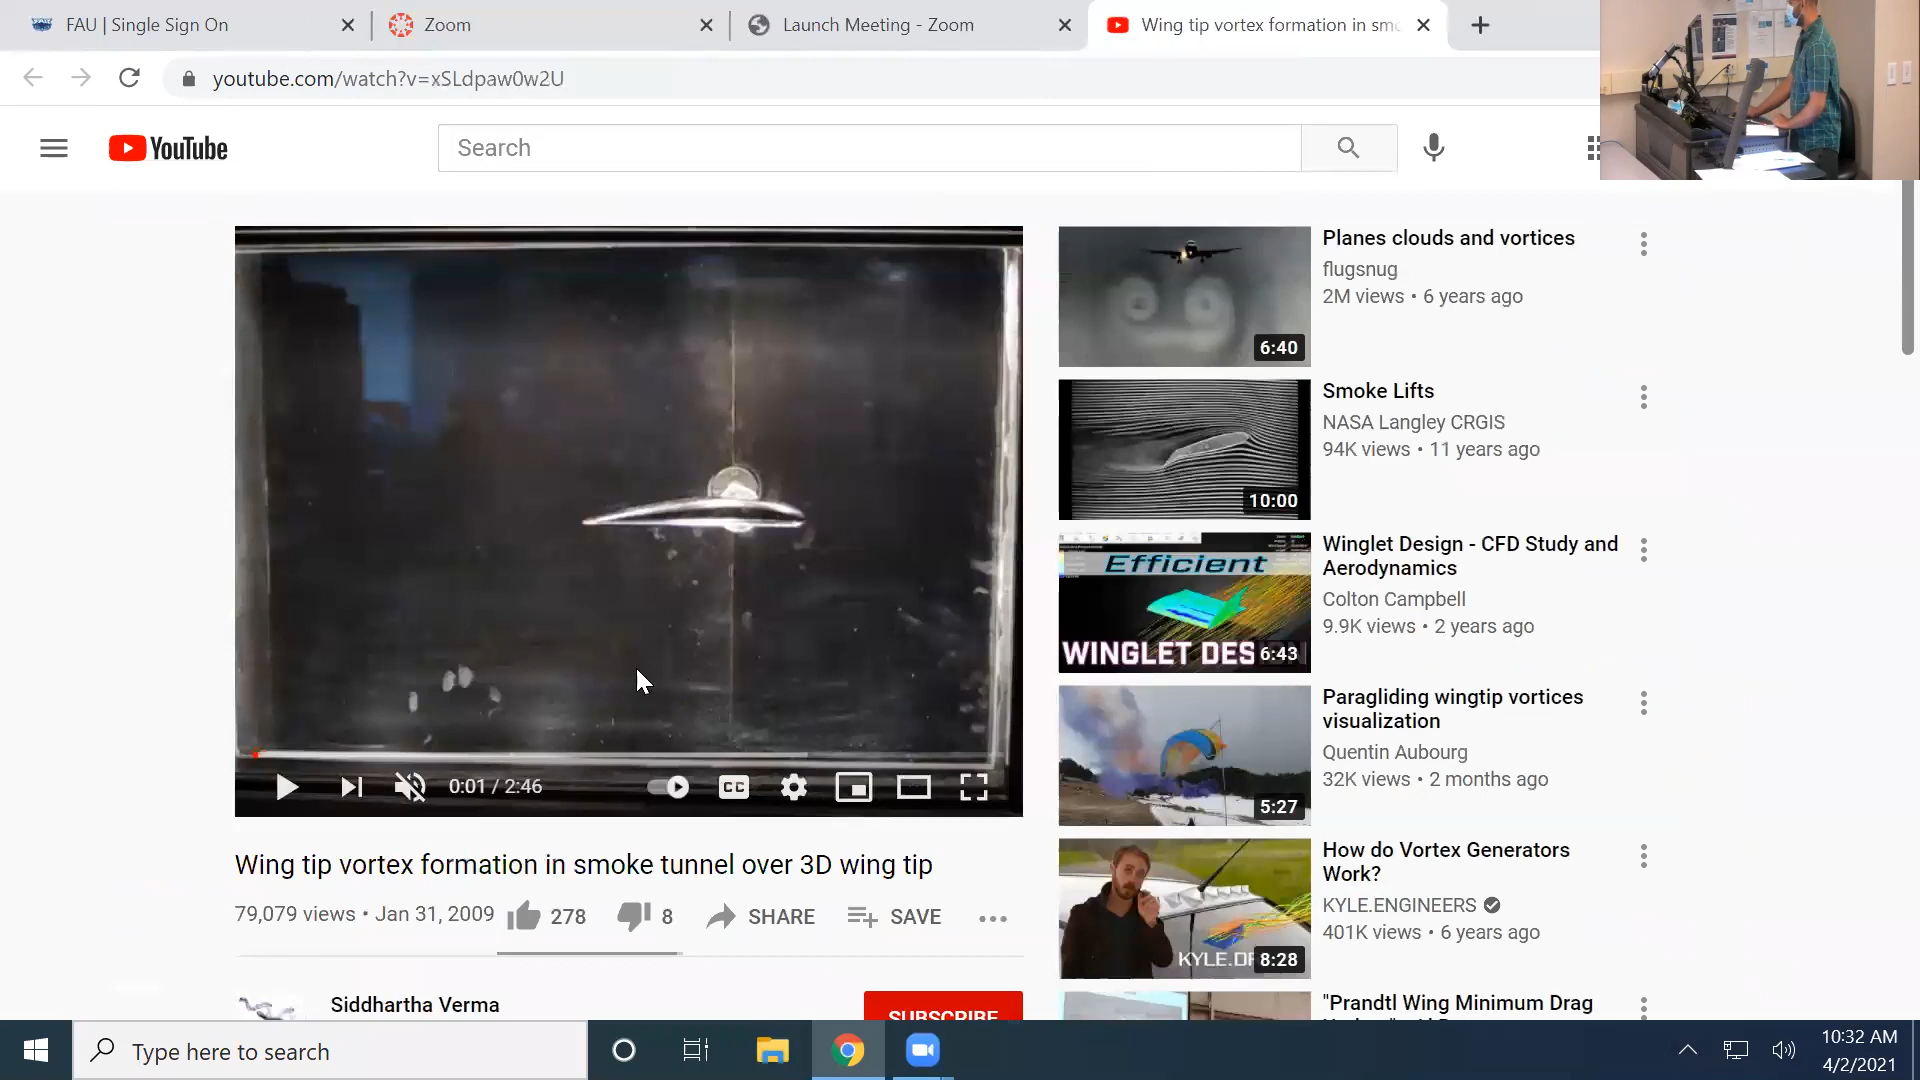 FAU | Single Sign On
Zoom
Launch Meeting - Zoom
Wing tip vortex formation in smo
youtube.com/watch?v=xSLdpaw0w2U
YouTube
Search
0:01 / 2:46
CC
Wing tip vortex formation in smoke tunnel over 3D wing tip
79,079 views • Jan 31, 2009
278
8
SHARE
SAVE
Siddhartha Verma
SUBSCRIBE
6:40
Planes clouds and vortices
flugsnug
2M views • 6 years ago
10:00
Smoke Lifts
NASA Langley CRGIS
94K views • 11 years ago
Efficient
WINGLET DES
6:43
Winglet Design - CFD Study and
Aerodynamics
Colton Campbell
9.9K views • 2 years ago
5:27
Paragliding wingtip vortices
visualization
Quentin Aubourg
32K views • 2 months ago
KYLE.DR
8:28
How do Vortex Generators
Work?
KYLE.ENGINEERS
401K views • 6 years ago
"Prandtl Wing Minimum Drag
Type here to search
10:32 AM
4/2/2021